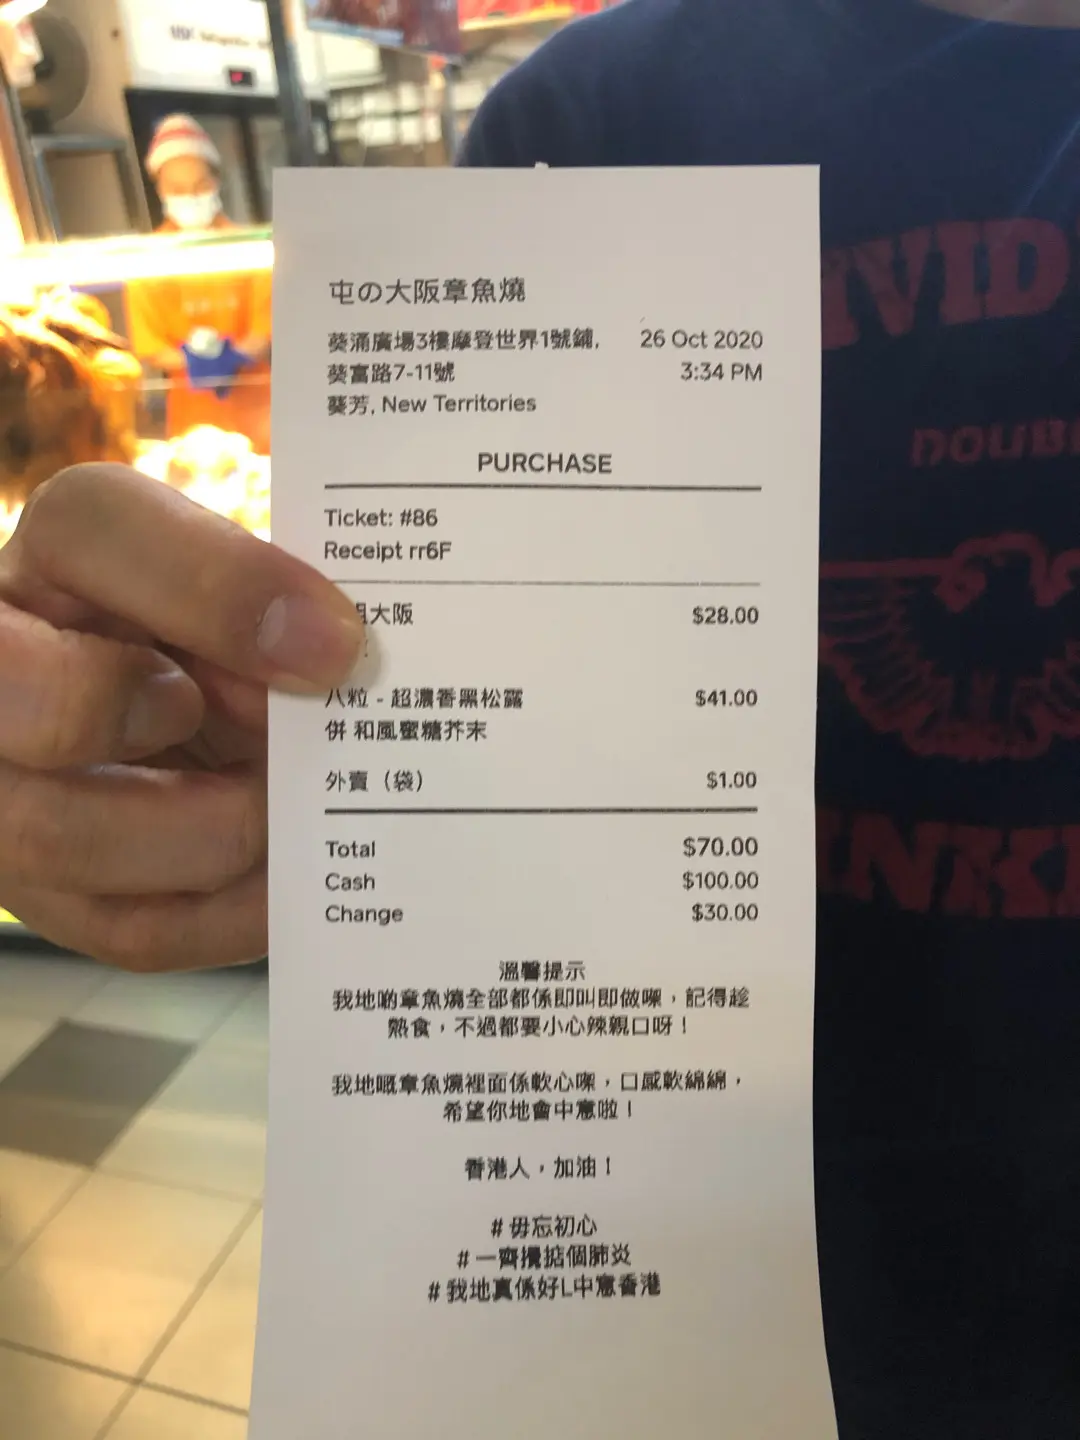 屯の大阪章魚燒
葵涌廣場3樓摩登世界1號鋪,
26 Oct 2020
葵富路7-11號
3:34 PM
葵芳, New Territories
PURCHASE
Ticket: #86
Receipt rr6F
大阪
$28.00
八粒 - 超濃香黑松露
$41.00
併 和風蜜糖芥末
外賣（袋）
$1.00
Total
$70.00
Cash
$100.00
Change
$30.00
溫馨提示
我地啲章魚燒全部都係即叫即做㗎，記得趁
熱食，不過都要小心辣親口呀！
我地嘅章魚燒裡面係軟心㗎，口感軟綿綿，
希望你地會中意啦！
香港人，加油！
# 毋忘初心
# 一齊攪掂個肺炎
# 我地真係好L中意香港
DOUB